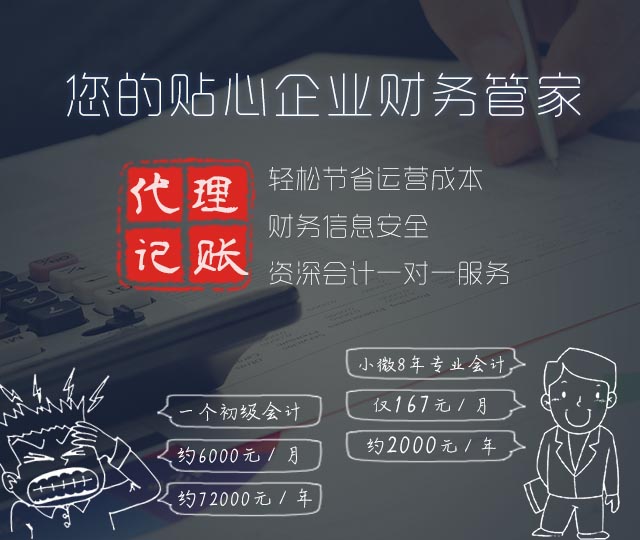 您的贴心企业财务管家
代理
记账
轻松节省运营成本
财务信息安全
资深会计一对一服务
一个初级会计
约6000元/月
约72000元/年
小微8年专业会计
仅167元/月
约2000元/年